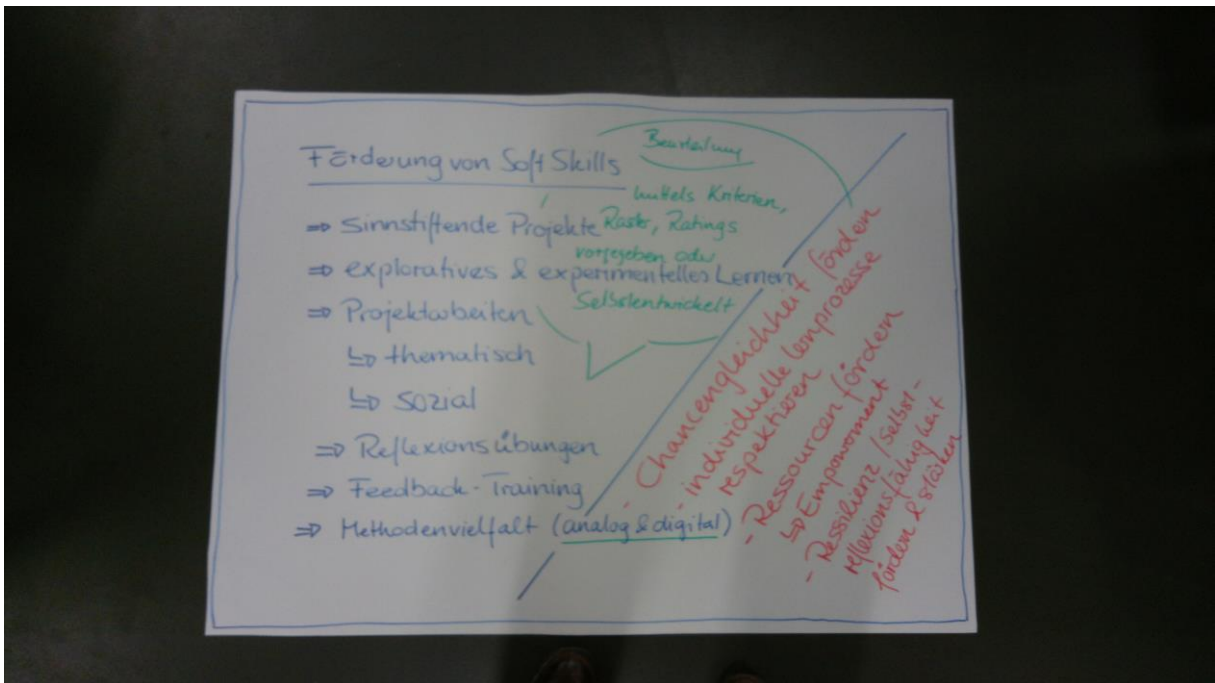 Förderung von Soft Skills
⇒ Sinnstiftende Projekte
⇒ exploratives & experimentelles Lernen
⇒ Projektarbeiten
↳ thematisch
↳ sozial
⇒ Reflexionsübungen
⇒ Feedback-Training
⇒ Methodenvielfalt (analog & digital)
Beurteilung
mittels Kriterien,
Raster, Ratings
vorgegeben oder
Selbstentwickelt
- Chancengleichheit fördern
- individuelle Lernprozesse
respektieren
- Ressourcen fördern
↳ Empowerment
- Ressilienz / Selbst-
reflexionsfähigkeit
fördern & stärken